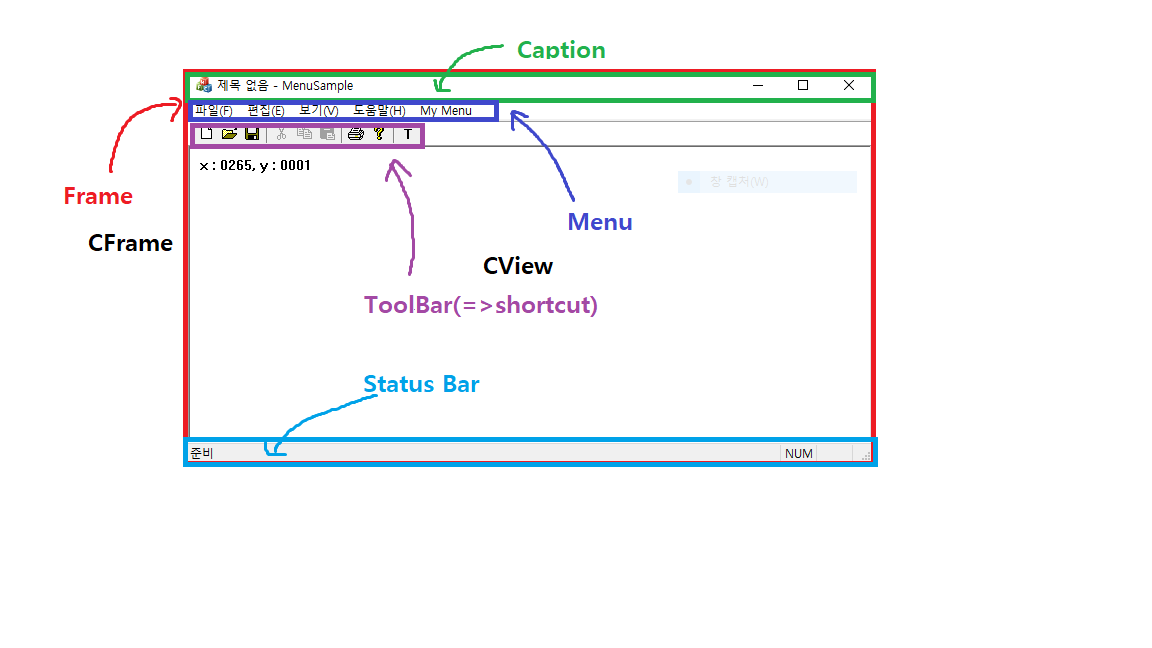 Caption
제목 없음 - MenuSample
파일(F) 편집(E) 보기(V) 도움말(H) My Menu
T
x : 0265, y : 0001
창 캡처(W)
Frame
Menu
CFrame
CView
ToolBar(=>shortcut)
Status Bar
준비 NUM